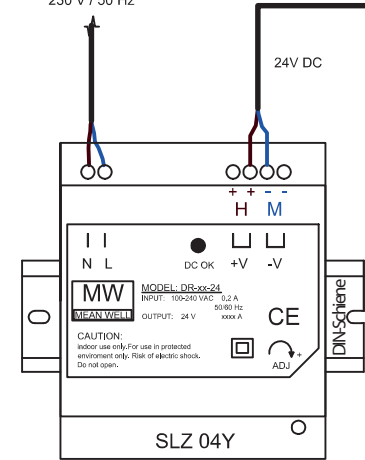 230 V / 50 Hz
24V DC
+ + - -
H M
N L
DC OK
+V -V
MW
MEAN WELL
MODEL: DR-xx-24
INPUT: 100-240 VAC 0,2 A
50/60 Hz
OUTPUT: 24 V xxxx A
CAUTION:
Indoor use only.For use in protected
enviroment only. Risk of electric shock.
Do not open.
CE
+
ADJ
DIN-Schiene
SLZ 04Y